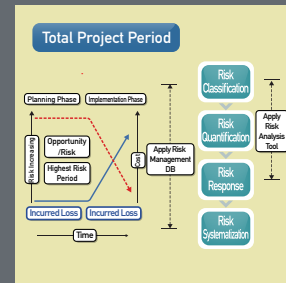 Total Project Period
Planning Phase
Implementation Phase
Risk Increasing
Opportunity
/Risk
Highest Risk
Period
Cost
Incurred Loss
Incurred Loss
Time
Apply Risk
Management
DB
Risk
Classification
Risk
Quantification
Risk
Response
Risk
Systemalization
Apply
Risk
Analysis
Tool